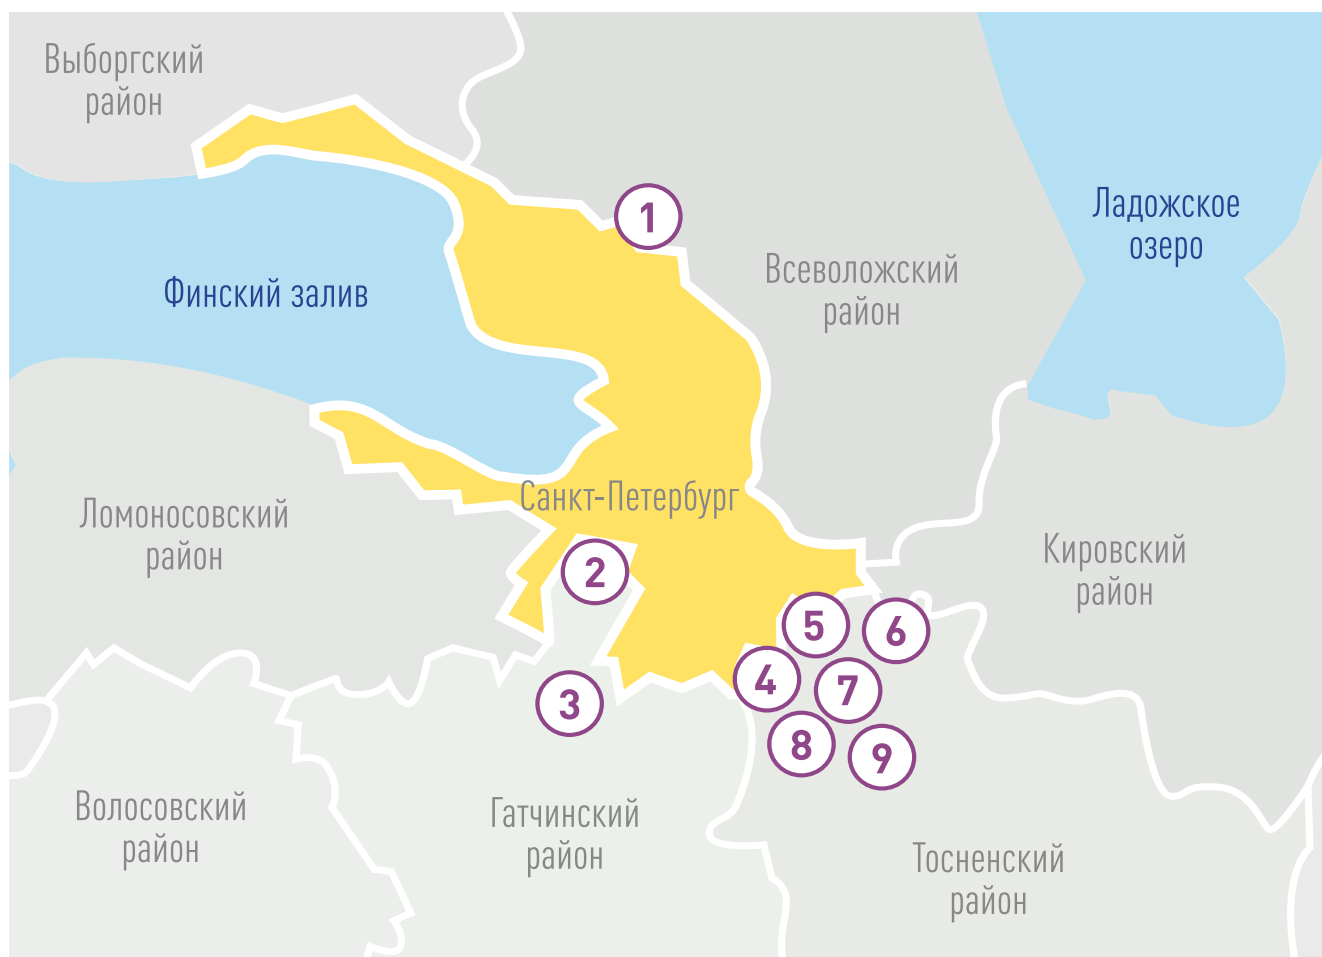 Выборгский
район
1
Ладожское
озеро
Всеволожский
район
Финский залив
Санкт-Петербург
Ломоносовский
район
Кировский
район
2
5
6
4
7
3
8
9
Волосовский
район
Гатчинский
район
Тосненский
район